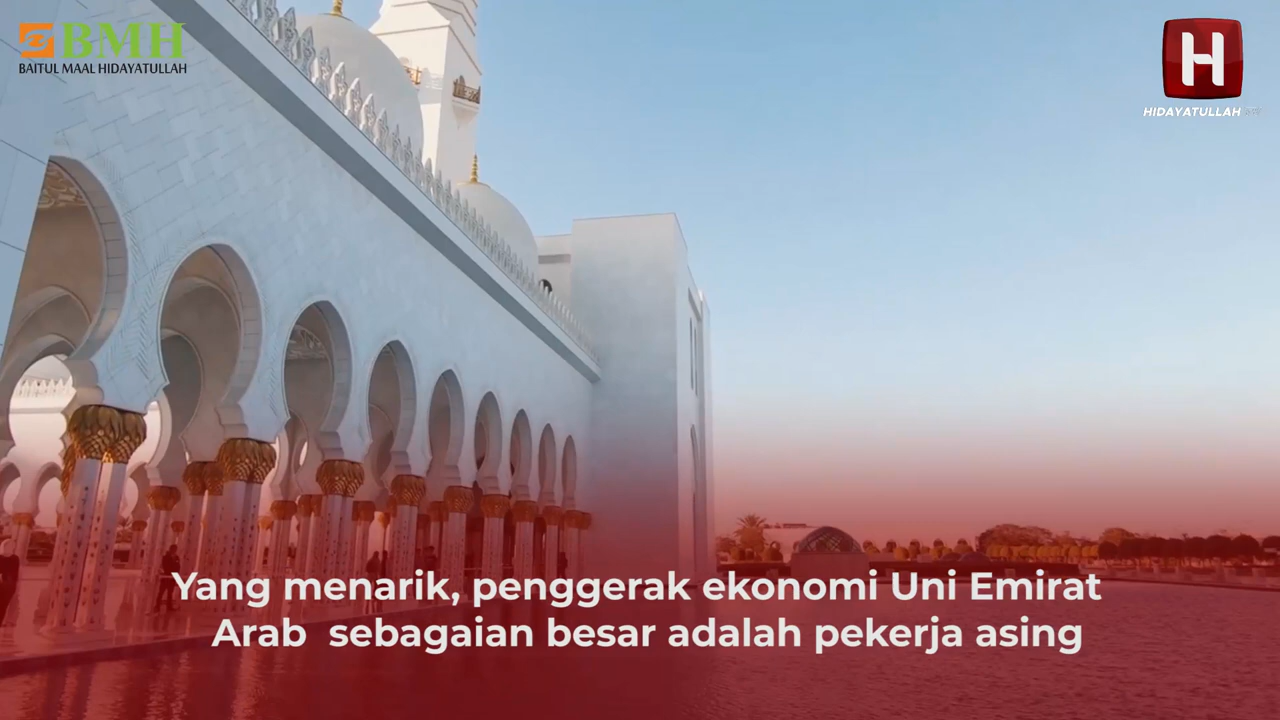 BMH
BAITUL MAAL HIDAYATULLAH
H
HIDAYATULLAH
Yang menarik, penggerak ekonomi Uni Emirat
Arab sebagaian besar adalah pekerja asing